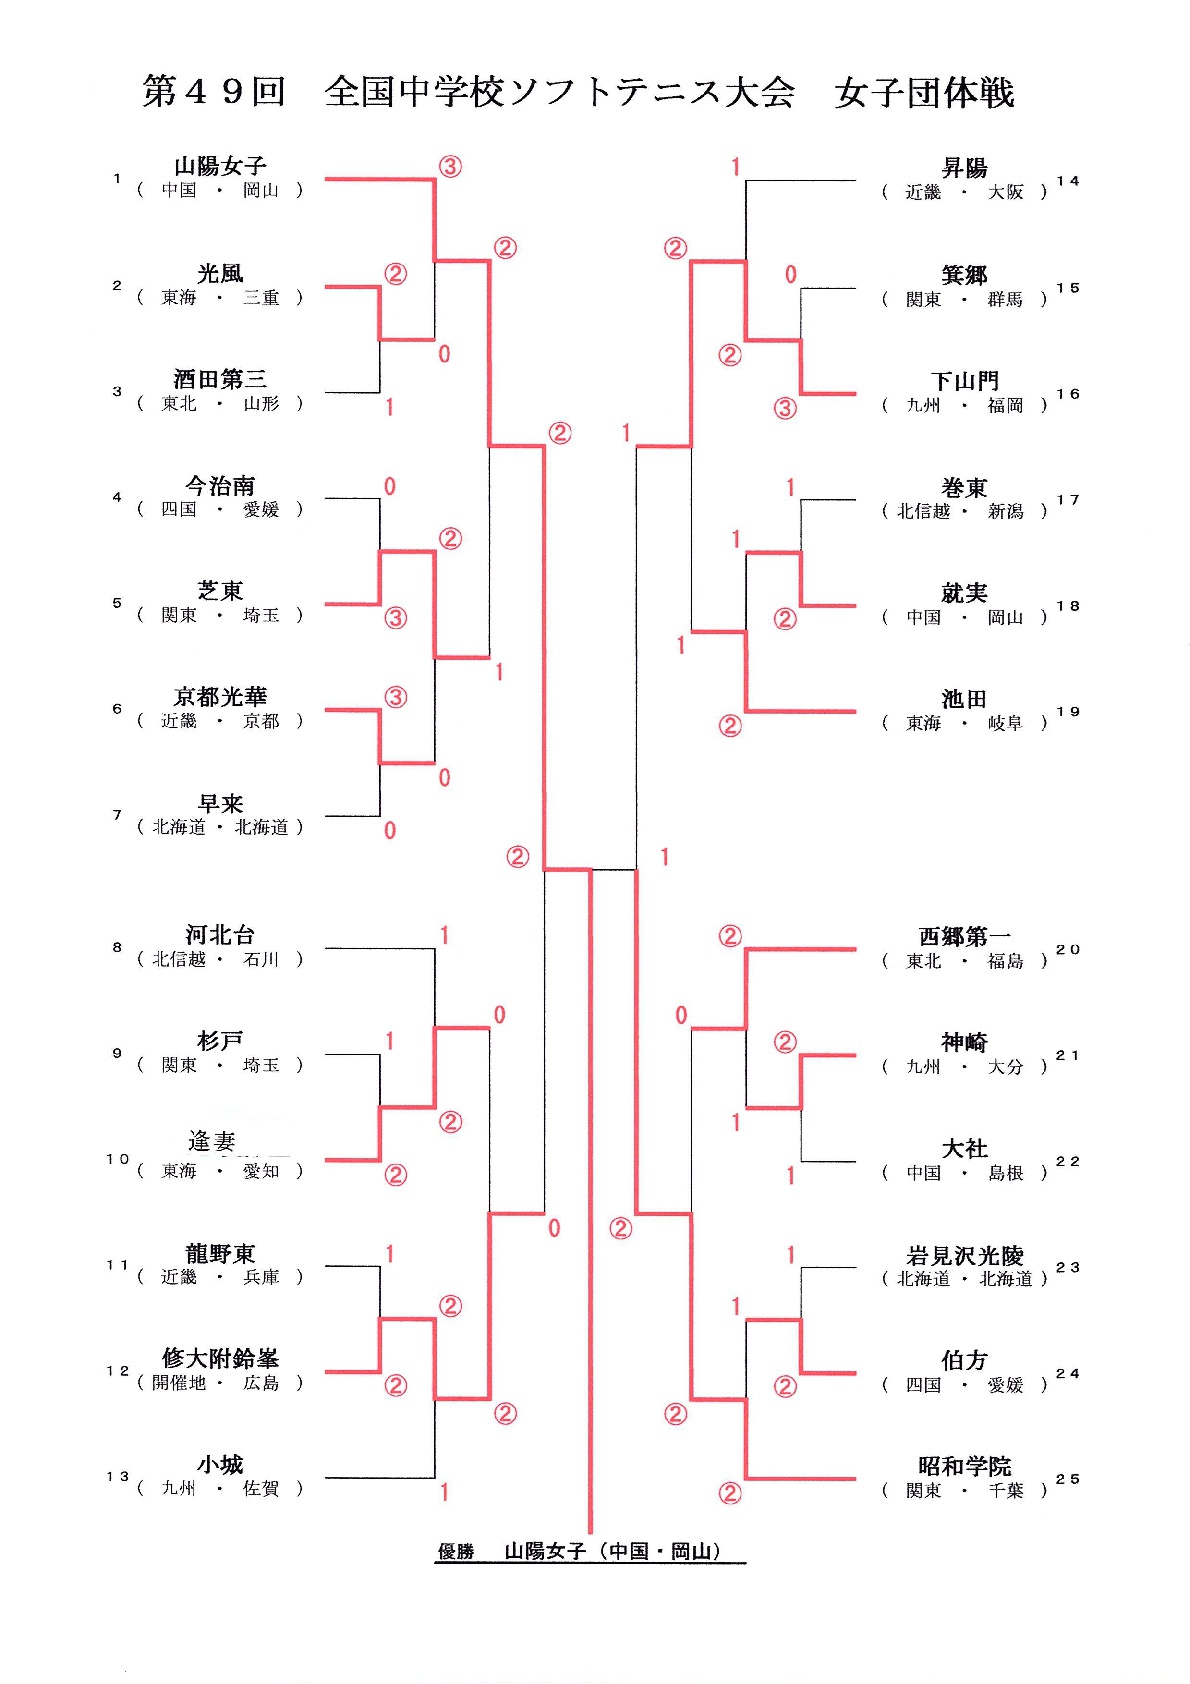 第４９回　全国中学校ソフトテニス大会　女子団体戦
1 山陽女子 ③
（ 中国 ・ 岡山 ）
②
2 光風 ②
（ 東海 ・ 三重 ）
0
3 酒田第三
（ 東北 ・ 山形 ） 1
②
4 今治南 0
（ 四国 ・ 愛媛 ）
②
5 芝東
（ 関東 ・ 埼玉 ） ③
1
6 京都光華 ③
（ 近畿 ・ 京都 ）
0
7 早来
（ 北海道 ・ 北海道 ） 0
②
8 河北台 1
（ 北信越 ・ 石川 ）
0
9 杉戸 1
（ 関東 ・ 埼玉 ）
②
10 逢妻
（ 東海 ・ 愛知 ） ②
0
11 龍野東 1
（ 近畿 ・ 兵庫 ）
②
12 修大附鈴峯
（ 開催地 ・ 広島 ） ②
②
13 小城
（ 九州 ・ 佐賀 ） 1
1 昇陽 14
（ 近畿 ・ 大阪 ）
②
0 箕郷 15
（ 関東 ・ 群馬 ）
②
下山門 16
③ （ 九州 ・ 福岡 ）
1
1 巻東 17
（ 北信越 ・ 新潟 ）
1
就実 18
② （ 中国 ・ 岡山 ）
1
池田 19
② （ 東海 ・ 岐阜 ）
1
② 西郷第一 20
（ 東北 ・ 福島 ）
0
② 神崎 21
（ 九州 ・ 大分 ）
1
大社 22
1 （ 中国 ・ 島根 ）
②
1 岩見沢光陵 23
（ 北海道 ・ 北海道 ）
1
伯方 24
② （ 四国 ・ 愛媛 ）
②
昭和学院 25
② （ 関東 ・ 千葉 ）
優勝　山陽女子（中国・岡山）